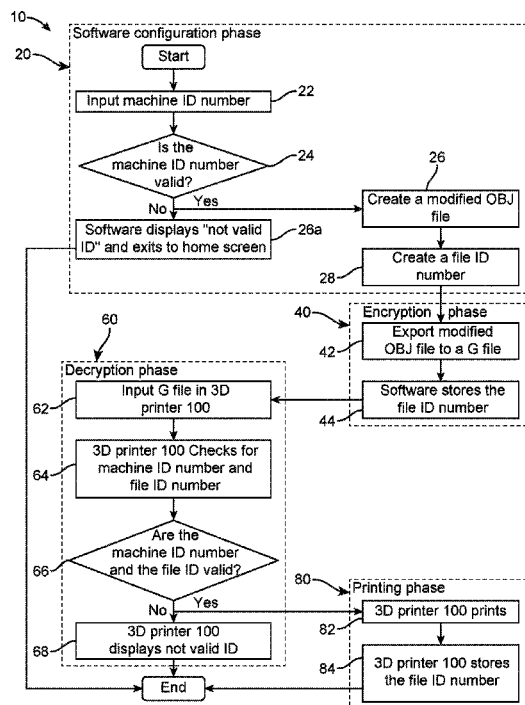 10
Software configuration phase
20
Start
Input machine ID number
22
Is the
machine ID number
valid?
24
No
Yes
26
Create a modified OBJ
file
Software displays "not valid
ID" and exits to home screen
26a
28
Create a file ID
number
40
Encryption phase
42
Export modified
OBJ file to a G file
Software stores the
file ID number
44
60
Decryption phase
62
Input G file in 3D
printer 100
64
3D printer 100 Checks for
machine ID number and
file ID number
66
Are the
machine ID number
and the file ID valid?
No
Yes
68
3D printer 100
displays not valid ID
80
Printing phase
82
3D printer 100 prints
84
3D printer 100 stores
the file ID number
End